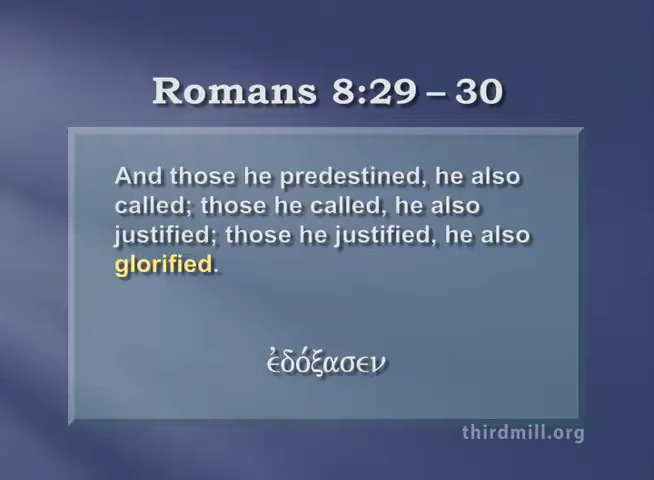 Romans 8:29 – 30
And those he predestined, he also
called; those he called, he also
justified; those he justified, he also
glorified.
ἐδόξασεν
thirdmill.org